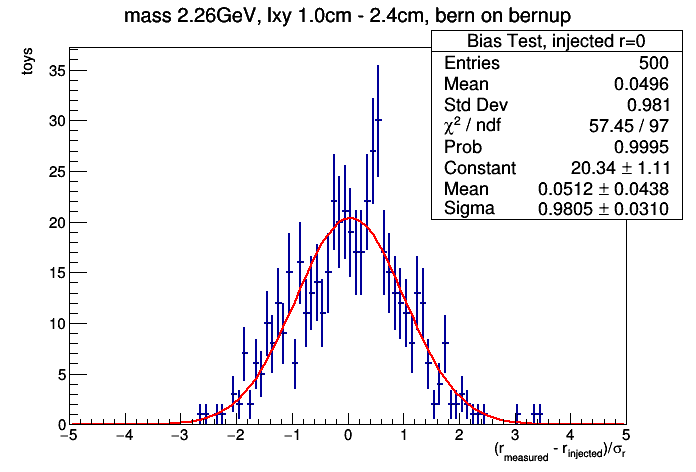 mass 2.26GeV, lxy 1.0cm - 2.4cm, bern on bernup
Bias Test, injected r=0
Entries 500
Mean 0.0496
Std Dev 0.981
χ² / ndf 57.45 / 97
Prob 0.9995
Constant 20.34 ± 1.11
Mean 0.0512 ± 0.0438
Sigma 0.9805 ± 0.0310
toys
35
30
25
20
15
10
5
0
−5 −4 −3 −2 −1 0 1 2 3 4 5
(r_measured - r_injected)/σ_r